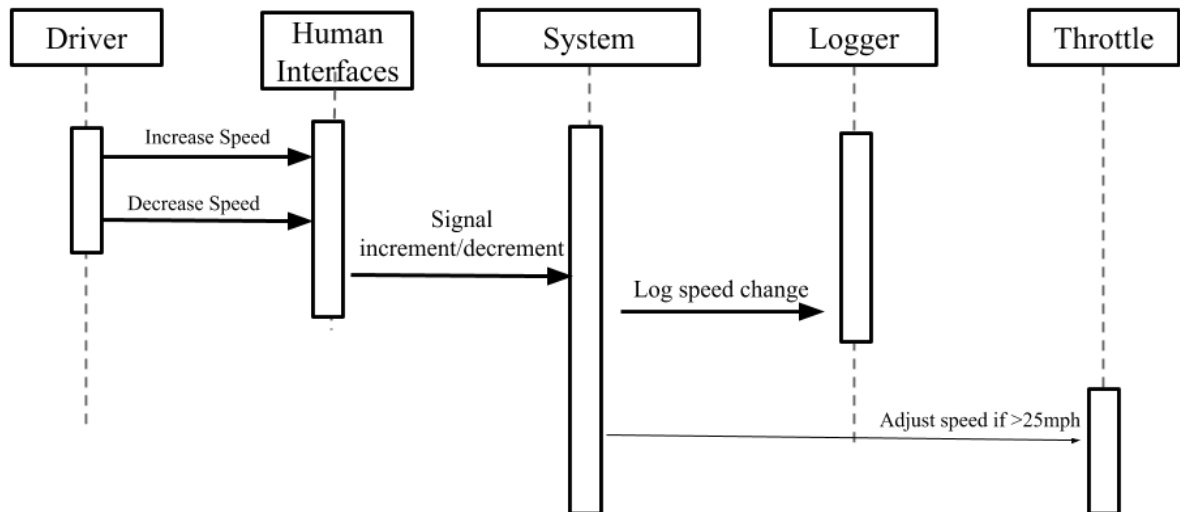 Driver
Human
Interfaces
System
Logger
Throttle
Increase Speed
Decrease Speed
Signal
increment/decrement
Log speed change
Adjust speed if >25mph